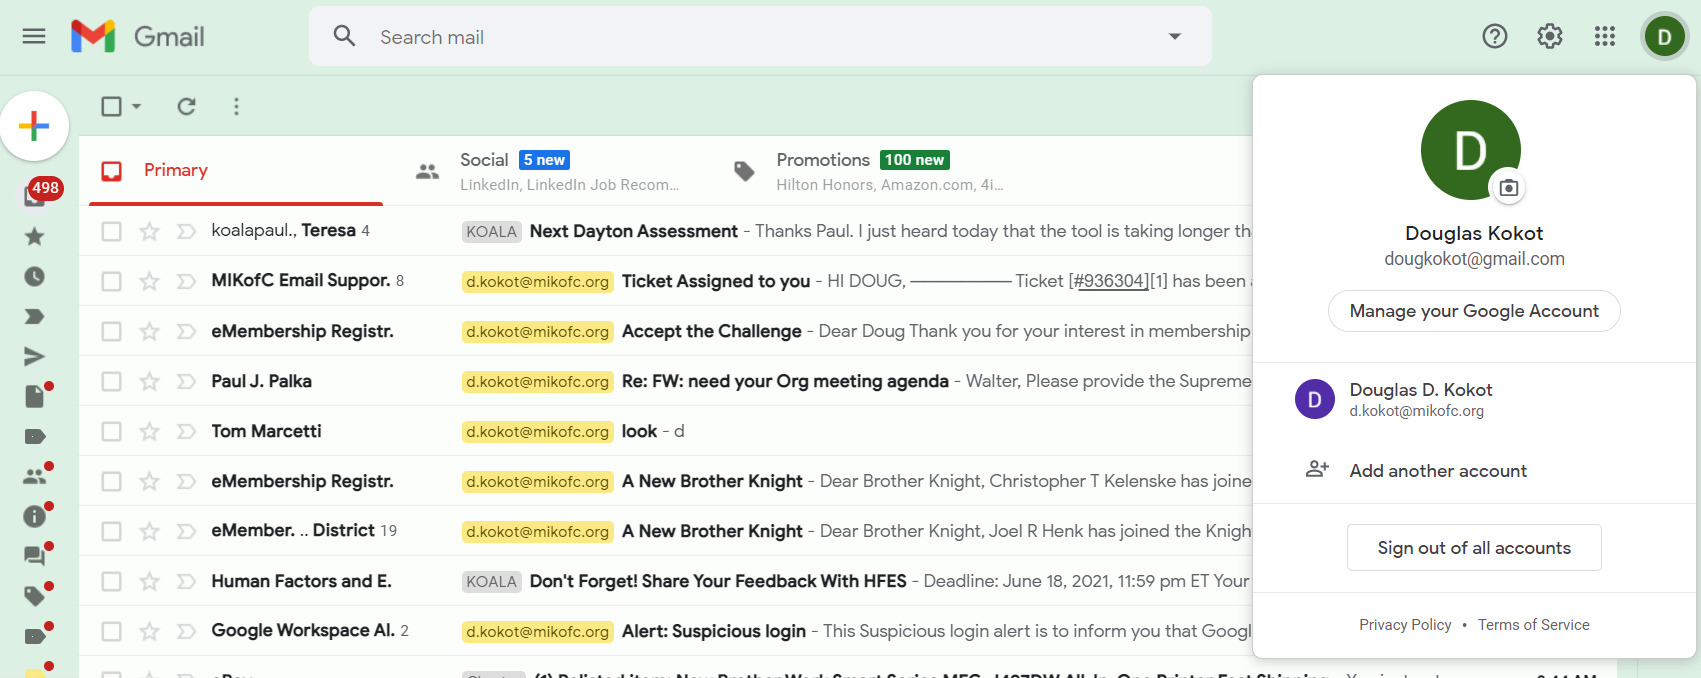 Gmail
Search mail
D
498
Primary
Social 5 new
LinkedIn, LinkedIn Job Recom...
Promotions 100 new
Hilton Honors, Amazon.com, 4i...
koalapaul., Teresa 4 KOALA Next Dayton Assessment - Thanks Paul. I just heard today that the tool is taking longer
MIKofC Email Suppor. 8 d.kokot@mikofc.org Ticket Assigned to you - HI DOUG, —————— Ticket [#936304][1] has been
eMembership Registr. d.kokot@mikofc.org Accept the Challenge - Dear Doug Thank you for your interest in membership
Paul J. Palka d.kokot@mikofc.org Re: FW: need your Org meeting agenda - Walter, Please provide the Supreme
Tom Marcetti d.kokot@mikofc.org look - d
eMembership Registr. d.kokot@mikofc.org A New Brother Knight - Dear Brother Knight, Christopher T Kelenske has joine
eMember. .. District 19 d.kokot@mikofc.org A New Brother Knight - Dear Brother Knight, Joel R Henk has joined the Knigh
Human Factors and E. KOALA Don't Forget! Share Your Feedback With HFES - Deadline: June 18, 2021, 11:59 pm ET Your
Google Workspace Al. 2 d.kokot@mikofc.org Alert: Suspicious login - This Suspicious login alert is to inform you that Googl
D
Douglas Kokot
dougkokot@gmail.com
Manage your Google Account
D
Douglas D. Kokot
d.kokot@mikofc.org
Add another account
Sign out of all accounts
Privacy Policy • Terms of Service